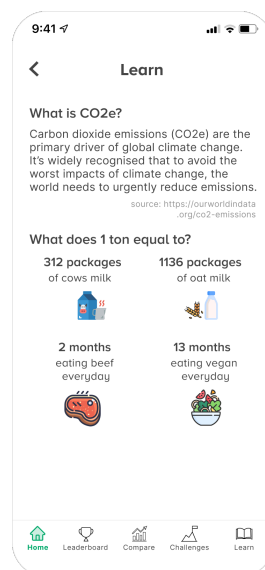 9:41
Learn
What is CO2e?
Carbon dioxide emissions (CO2e) are the
primary driver of global climate change.
It's widely recognised that to avoid the
worst impacts of climate change, the
world needs to urgently reduce emissions.
source: https://ourworldindata
.org/co2-emissions
What does 1 ton equal to?
312 packages
of cows milk
1136 packages
of oat milk
2 months
eating beef
everyday
13 months
eating vegan
everyday
Home Leaderboard Compare Challenges Learn